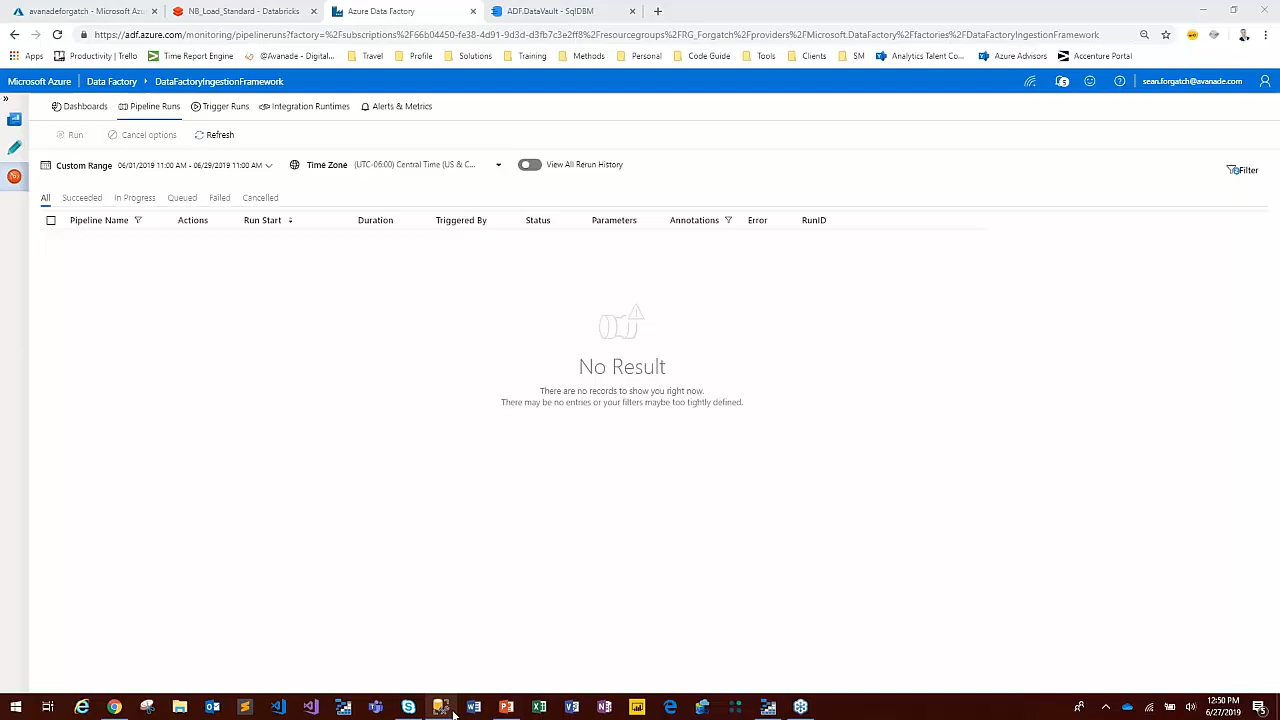 avanadeforgatch - Microsoft Azu
NB_Load_Standard - Databricks
Azure Data Factory
ADF.DataVault - SqlDBM
https://adf.azure.com/monitoring/pipelineruns?factory=%2Fsubscriptions%2F66b04450-fe38-4d91-9d3d-d3fb7c3e2ff8%2Fresourcegroups%2FRG_Forgatch%2Fproviders%2FMicrosoft.DataFactory%2Ffactories%2FDataFactoryIngestionFramework
Apps Productivity | Trello Time Report Engine @Avanade - Digital... Travel Profile Solutions Training Methods Personal Code Guide Tools Clients SM Analytics Talent Co... Azure Advisors Accenture Portal
Microsoft Azure Data Factory DataFactoryIngestionFramework 5 sean.forgatch@avanade.com
Dashboards Pipeline Runs Trigger Runs Integration Runtimes Alerts & Metrics
Run Cancel options Refresh
Custom Range 06/01/2019 11:00 AM - 06/29/2019 11:00 AM Time Zone (UTC-06:00) Central Time (US & C... View All Rerun History Filter
All Succeeded In Progress Queued Failed Cancelled
Pipeline Name Actions Run Start Duration Triggered By Status Parameters Annotations Error RunID
No Result
There are no records to show you right now.
There may be no entries or your filters maybe too tightly defined.
12:50 PM
6/27/2019